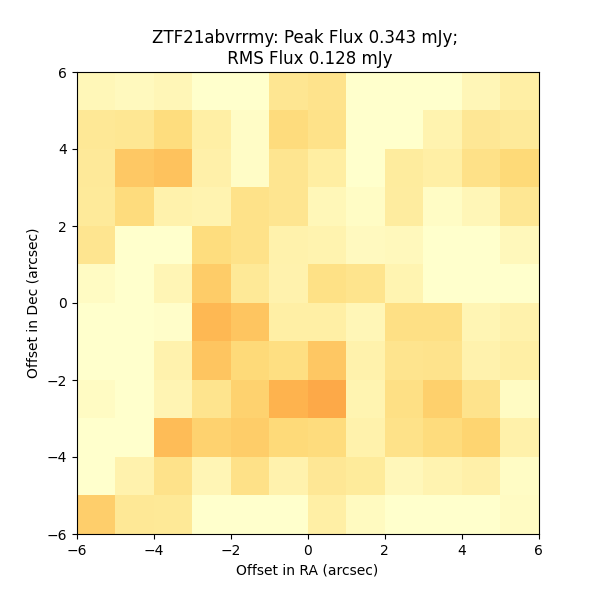 ZTF21abvrrmy: Peak Flux 0.343 mJy;
RMS Flux 0.128 mJy
6
4
2
0
−2
−4
−6
Offset in Dec (arcsec)
−6 −4 −2 0 2 4 6
Offset in RA (arcsec)